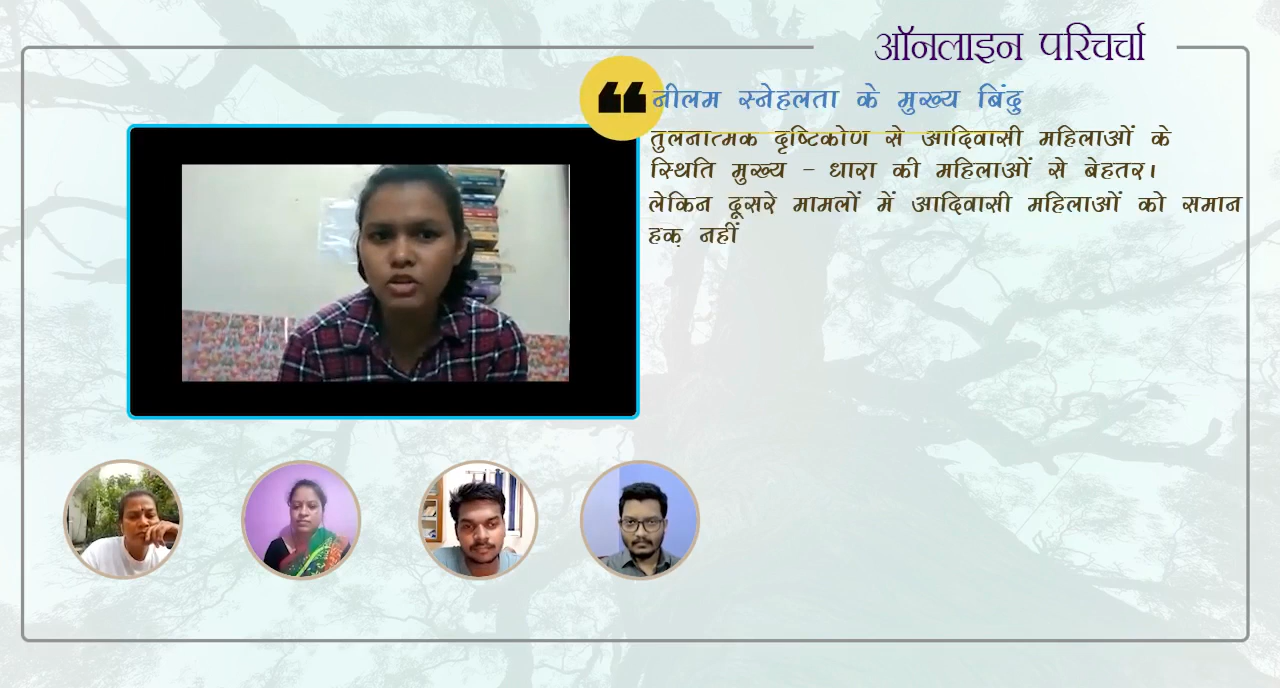 ऑनलाइन परिचर्चा
नीलम स्नेहलता के मुख्य बिंदु
तुलनात्मक दृष्टिकोण से आदिवासी महिलाओं के
स्थिति मुख्य - धारा की महिलाओं से बेहतर।
लेकिन दूसरे मामलों में आदिवासी महिलाओं को समान
हक़ नहीं